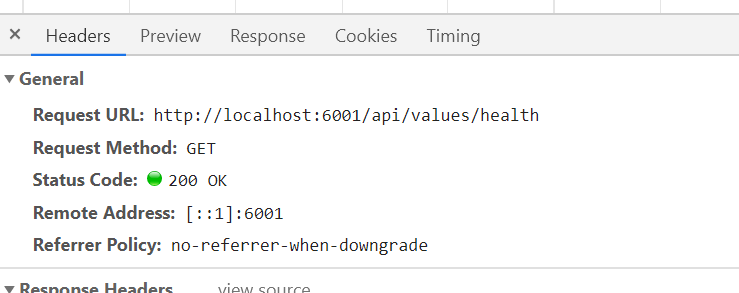 × Headers Preview Response Cookies Timing
▼ General
Request URL: http://localhost:6001/api/values/health
Request Method: GET
Status Code: 200 OK
Remote Address: [::1]:6001
Referrer Policy: no-referrer-when-downgrade
▼ Response Headers view source